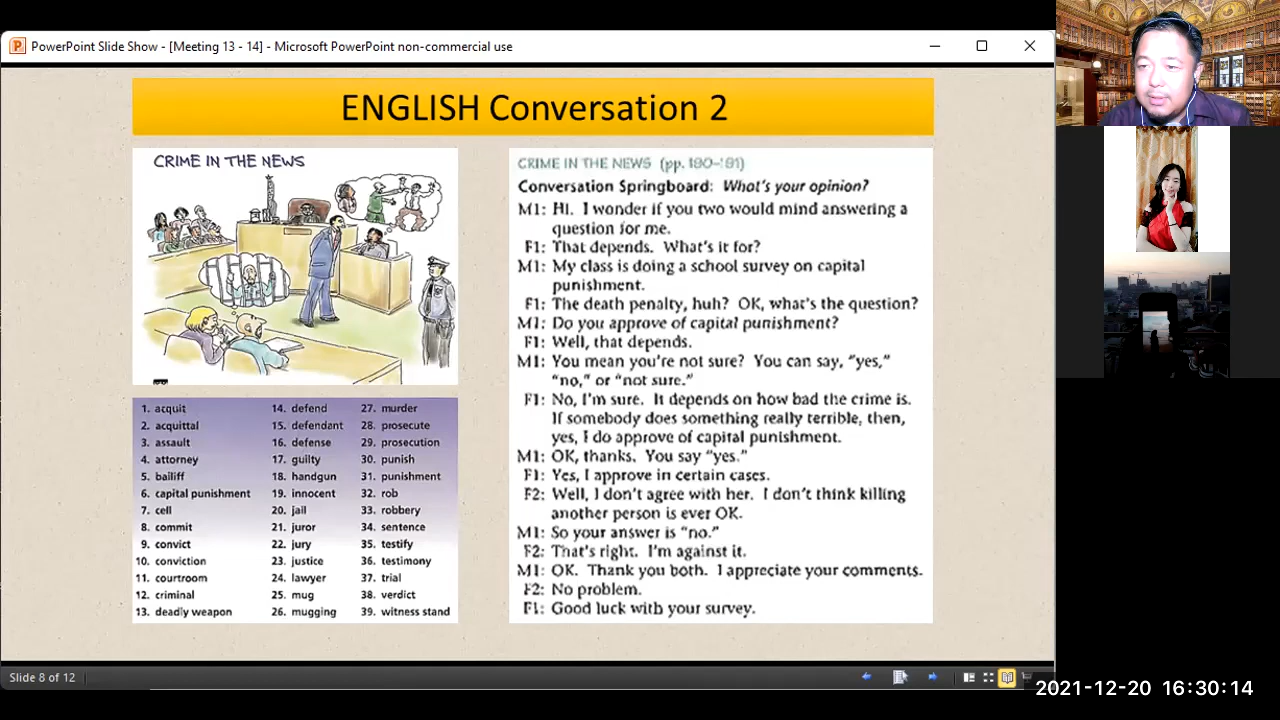 PowerPoint Slide Show - [Meeting 13 - 14] - Microsoft PowerPoint non-commercial use
ENGLISH Conversation 2
CRIME IN THE NEWS
1. acquit
2. acquittal
3. assault
4. attorney
5. bailiff
6. capital punishment
7. cell
8. commit
9. convict
10. conviction
11. courtroom
12. criminal
13. deadly weapon
14. defend
15. defendant
16. defense
17. guilty
18. handgun
19. innocent
20. jail
21. juror
22. jury
23. justice
24. lawyer
25. mug
26. mugging
27. murder
28. prosecute
29. prosecution
30. punish
31. punishment
32. rob
33. robbery
34. sentence
35. testify
36. testimony
37. trial
38. verdict
39. witness stand
CRIME IN THE NEWS (pp. 190-191)
Conversation Springboard: What's your opinion?
M1: Hi. I wonder if you two would mind answering a
question for me.
F1: That depends. What's it for?
M1: My class is doing a school survey on capital
punishment.
F1: The death penalty, huh? OK, what's the question?
M1: Do you approve of capital punishment?
F1: Well, that depends.
M1: You mean you're not sure? You can say, "yes,"
"no," or "not sure."
F1: No, I'm sure. It depends on how bad the crime is.
If somebody does something really terrible, then,
yes, I do approve of capital punishment.
M1: OK, thanks. You say "yes."
F1: Yes, I approve in certain cases.
F2: Well, I don't agree with her. I don't think killing
another person is ever OK.
M1: So your answer is "no."
F2: That's right. I'm against it.
M1: OK. Thank you both. I appreciate your comments.
F2: No problem.
F1: Good luck with your survey.
Slide 8 of 12
2021-12-20 16:30:14